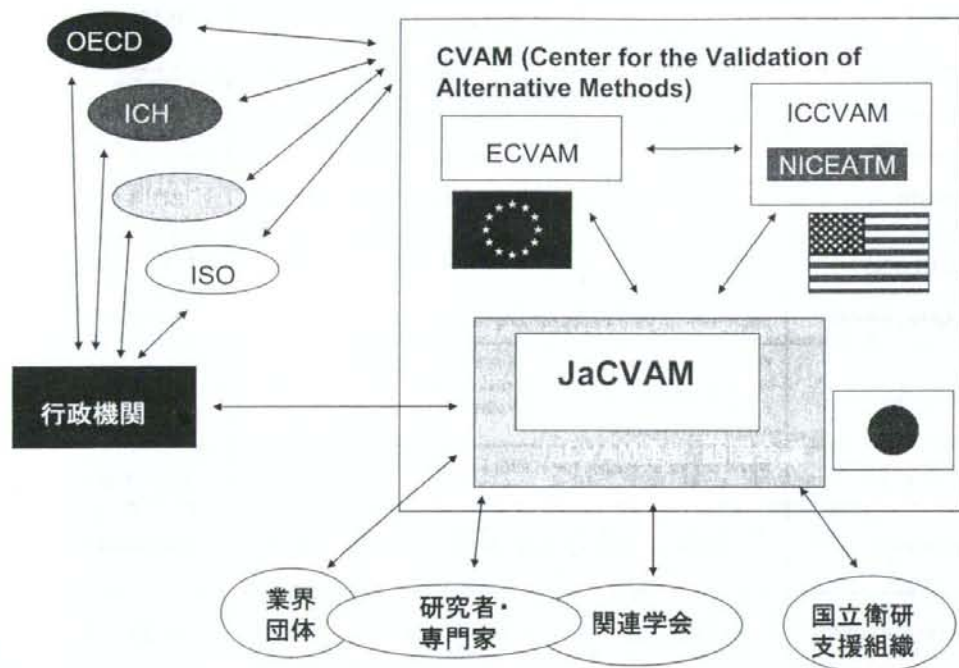 OECD
ICH
ISO
行政機関
CVAM (Center for the Validation of
Alternative Methods)
ECVAM
ICCVAM
NICEATM
JaCVAM
業界
団体
研究者・
専門家
関連学会
国立衛研
支援組織